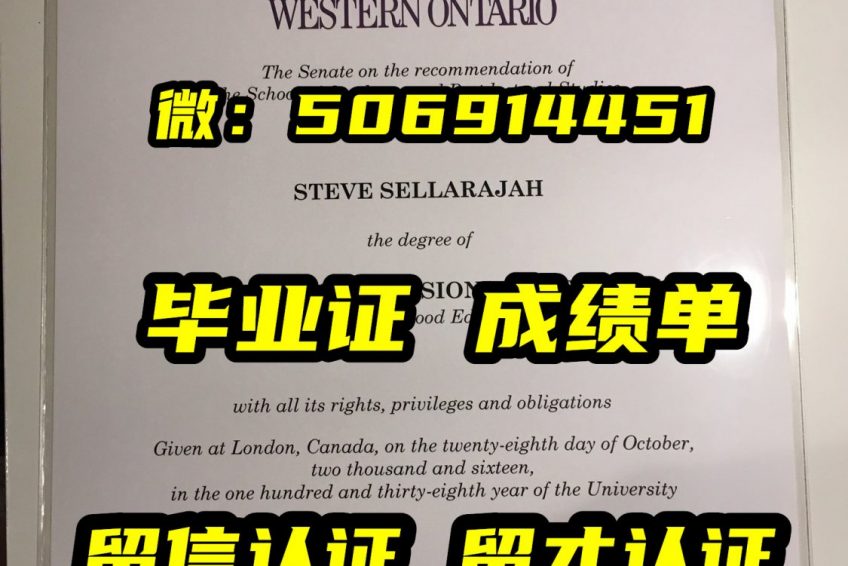 WESTERN ONTARIO
The Senate on the recommendation of
微：506914451
STEVE SELLARAJAH
the degree of
毕业证 成绩单
with all its rights, privileges and obligations
Given at London, Canada, on the twenty-eighth day of October,
two thousand and sixteen,
in the one hundred and thirty-eighth year of the University
留信认证 留才认证